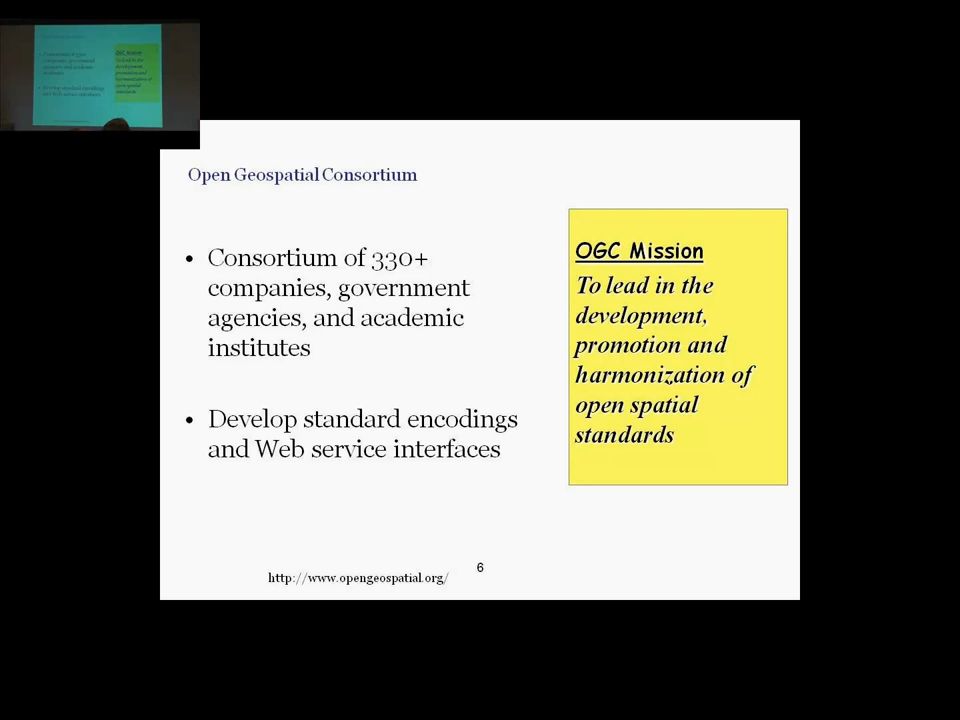 Open Geospatial Consortium
• Consortium of 330+
companies, government
agencies, and academic
institutes
• Develop standard encodings
and Web service interfaces
OGC Mission
To lead in the
development,
promotion and
harmonization of
open spatial
standards
http://www.opengeospatial.org/
6